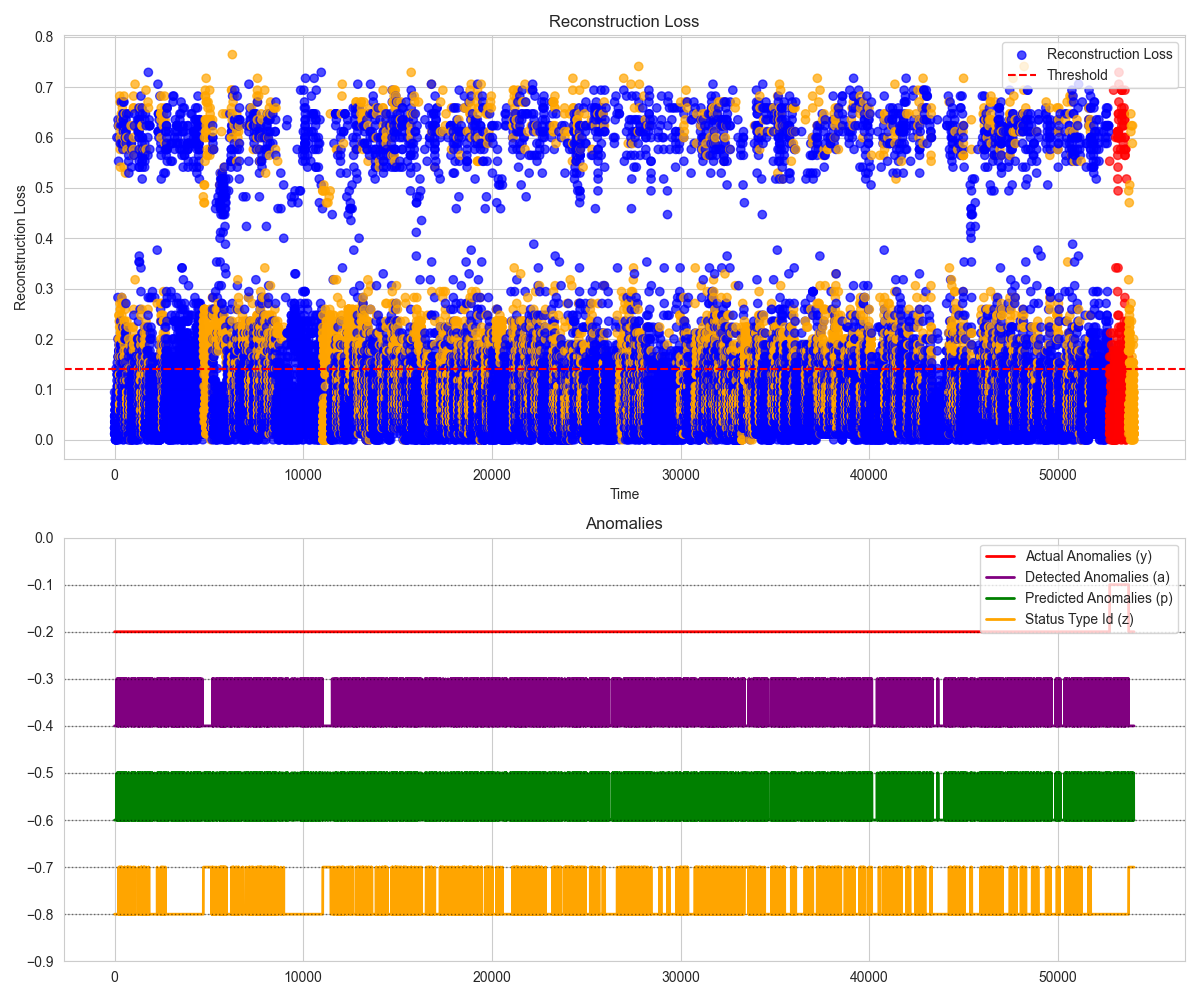 Reconstruction Loss
Reconstruction Loss
Threshold
Reconstruction Loss
0.8
0.7
0.6
0.5
0.4
0.3
0.2
0.1
0.0
0 10000 20000 30000 40000 50000
Time
Anomalies
Actual Anomalies (y)
Detected Anomalies (a)
Predicted Anomalies (p)
Status Type Id (z)
0.0
−0.1
−0.2
−0.3
−0.4
−0.5
−0.6
−0.7
−0.8
−0.9
0 10000 20000 30000 40000 50000